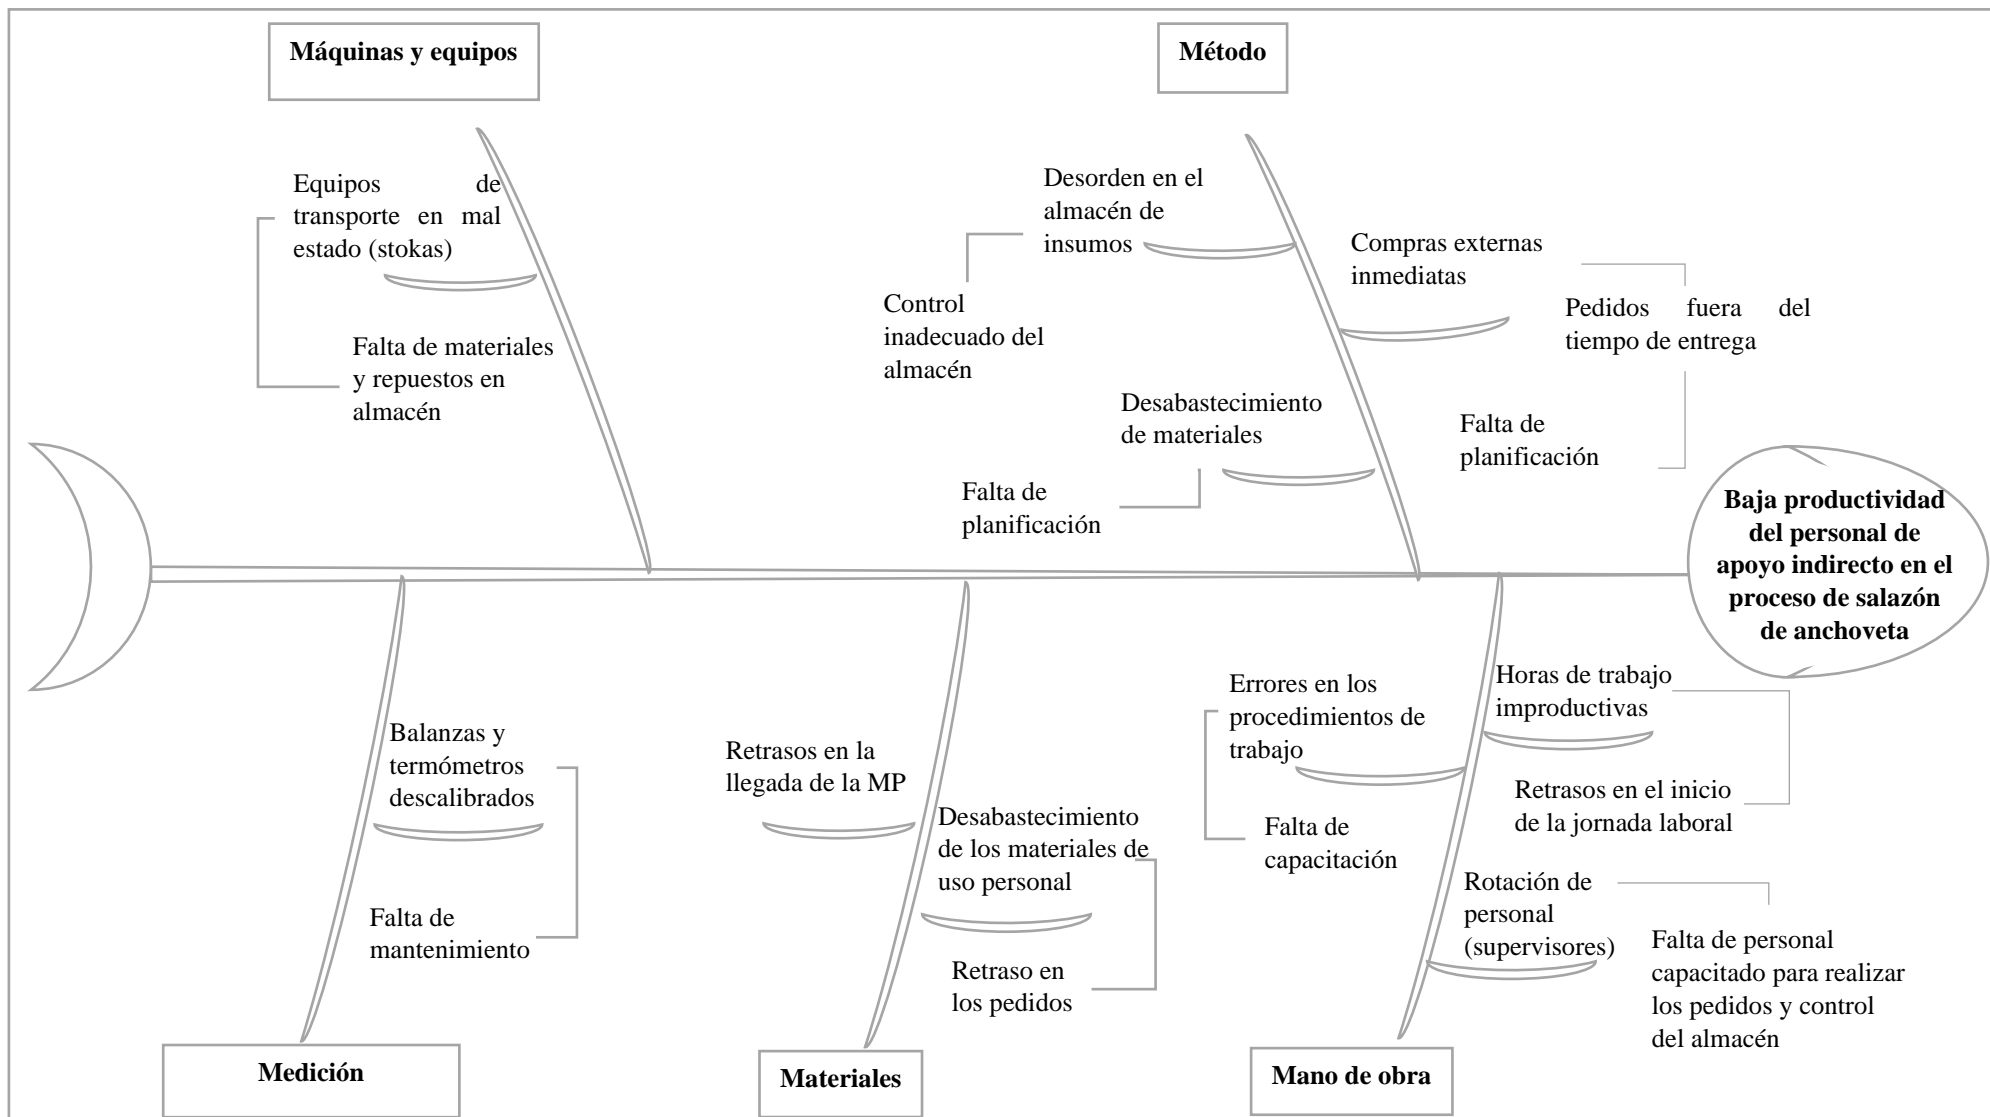 Máquinas y equipos
Método
Equipos de
transporte en mal
estado (stokas)
Falta de materiales
y repuestos en
almacén
Desorden en el
almacén de
insumos
Control
inadecuado del
almacén
Compras externas
inmediatas
Pedidos fuera del
tiempo de entrega
Falta de
planificación
Desabastecimiento
de materiales
Falta de
planificación
Baja productividad
del personal de
apoyo indirecto en el
proceso de salazón
de anchoveta
Balanzas y
termómetros
descalibrados
Falta de
mantenimiento
Retrasos en la
llegada de la MP
Desabastecimiento
de los materiales de
uso personal
Retraso en
los pedidos
Errores en los
procedimientos de
trabajo
Falta de
capacitación
Horas de trabajo
improductivas
Retrasos en el inicio
de la jornada laboral
Rotación de
personal
(supervisores)
Falta de personal
capacitado para realizar
los pedidos y control
del almacén
Medición
Materiales
Mano de obra